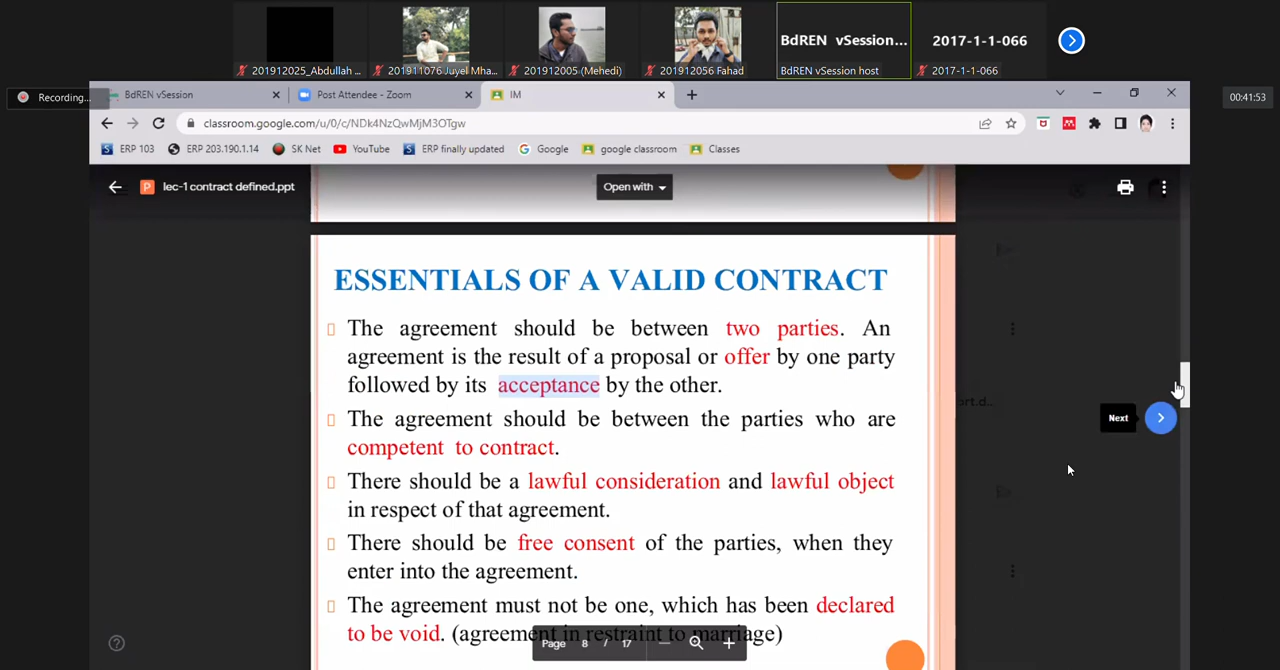 BdREN vSession...
2017-1-1-066
201912025_Abdullah ...
201911076 Juyel Mha...
201912005 (Mehedi)
201912056 Fahad
BdREN vSession host
2017-1-1-066
Recording...
BdREN vSession
Post Attendee - Zoom
IM
00:41:53
classroom.google.com/u/0/c/NDk4NzQwMjM3OTgw
ERP 103
ERP 203.190.1.14
SK Net
YouTube
ERP finally updated
Google
google classroom
Classes
lec-1 contract defined.ppt
Open with
ESSENTIALS OF A VALID CONTRACT
The agreement should be between two parties. An
agreement is the result of a proposal or offer by one party
followed by its acceptance by the other.
The agreement should be between the parties who are
competent to contract.
There should be a lawful consideration and lawful object
in respect of that agreement.
There should be free consent of the parties, when they
enter into the agreement.
The agreement must not be one, which has been declared
to be void. (agreement in restraint to marriage)
ort.d...
Next
Page 8 / 17